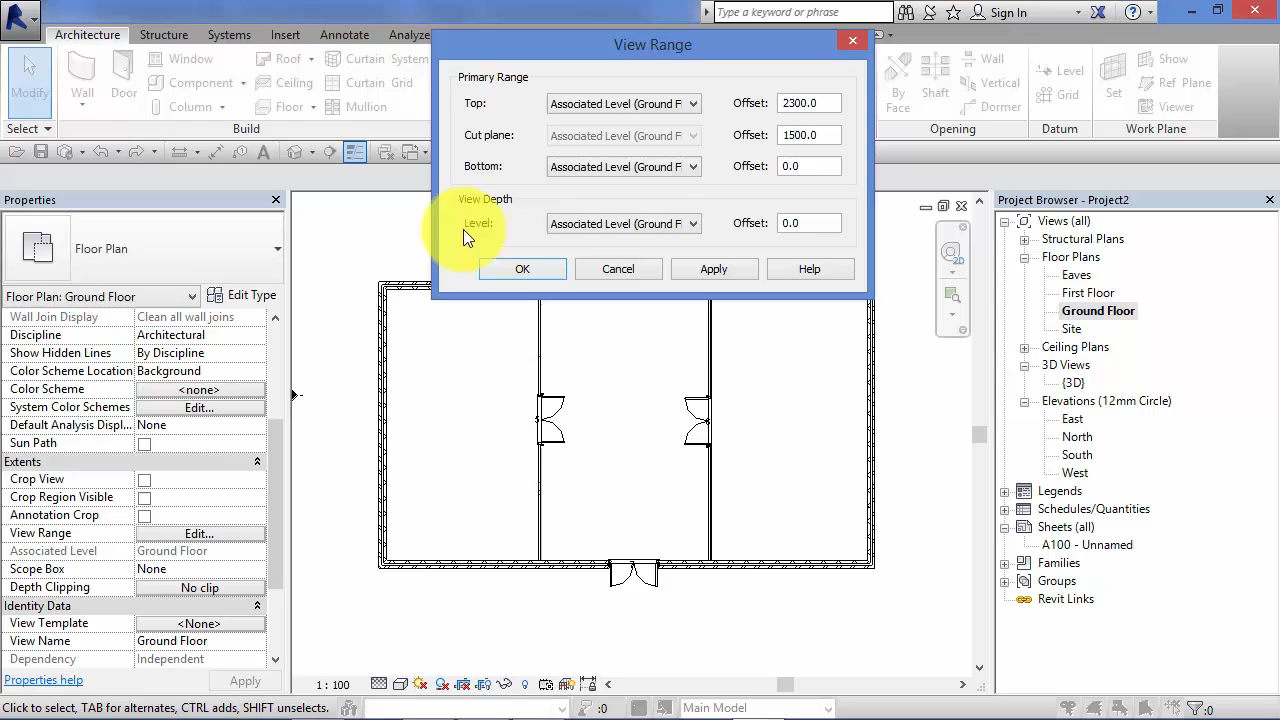 Type a keyword or phrase
Sign In
Architecture Structure Systems Insert Annotate Analyze
View Range
Modify
Wall
Door
Window
Component
Column
Roof
Ceiling
Floor
Curtain System
Curtain Grid
Mullion
By Face
Shaft
Wall
Vertical
Dormer
Level
Grid
Set
Show
Ref Plane
Viewer
Select
Build
Opening
Datum
Work Plane
Primary Range
Top: Associated Level (Ground F Offset: 2300.0
Cut plane: Associated Level (Ground F Offset: 1500.0
Bottom: Associated Level (Ground F Offset: 0.0
View Depth
Level: Associated Level (Ground F Offset: 0.0
OK Cancel Apply Help
Properties
Floor Plan
Floor Plan: Ground Floor Edit Type
Wall Join Display Clean all wall joins
Discipline Architectural
Show Hidden Lines By Discipline
Color Scheme Location Background
Color Scheme <none>
System Color Schemes Edit...
Default Analysis Displ... None
Sun Path
Extents
Crop View
Crop Region Visible
Annotation Crop
View Range Edit...
Associated Level Ground Floor
Scope Box None
Depth Clipping No clip
Identity Data
View Template <None>
View Name Ground Floor
Dependency Independent
Properties help Apply
Project Browser - Project2
Views (all)
Structural Plans
Floor Plans
Eaves
First Floor
Ground Floor
Site
Ceiling Plans
3D Views
{3D}
Elevations (12mm Circle)
East
North
South
West
Legends
Schedules/Quantities
Sheets (all)
A100 - Unnamed
Families
Groups
Revit Links
2D
1 : 100
Click to select, TAB for alternates, CTRL adds, SHIFT unselects.
:0
Main Model
:0